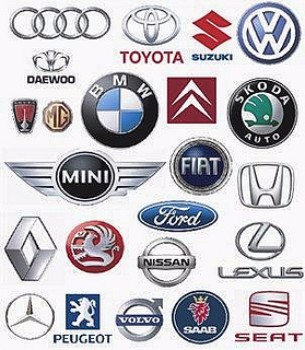 TOYOTA
SUZUKI
DAEWOO
BMW
MG
SKODA
AUTO
MINI
FIAT
Ford
NISSAN
LEXUS
PEUGEOT
VOLVO
SAAB
SEAT